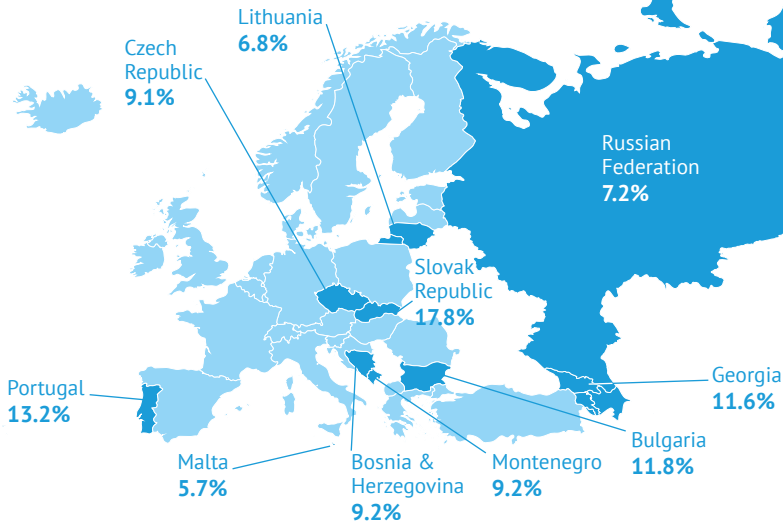 Lithuania
6.8%
Czech
Republic
9.1%
Russian
Federation
7.2%
Slovak
Republic
17.8%
Portugal
13.2%
Georgia
11.6%
Malta
5.7%
Bosnia &
Herzegovina
9.2%
Montenegro
9.2%
Bulgaria
11.8%